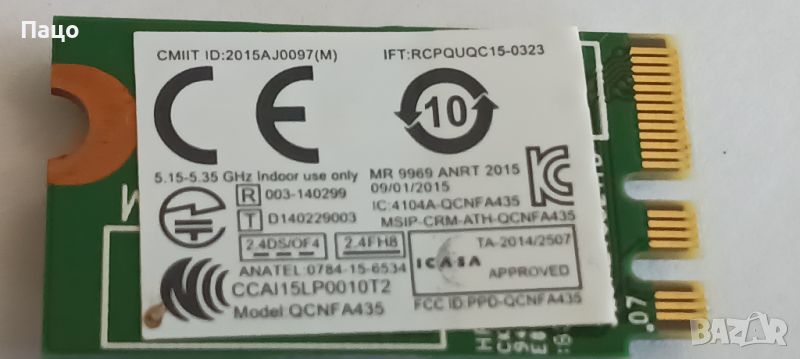 Пацо
CMIIT ID:2015AJ0097(M)
IFT:RCPQUQC15-0323
CE
10
5.15-5.35 GHz Indoor use only
MR 9969 ANRT 2015
09/01/2015
R 003-140299
IC:4104A-QCNFA435
T D140229003
MSIP-CRM-ATH-QCNFA435
2.4DS/OF4
2.4FH8
TA-2014/2507
ICASA
APPROVED
ANATEL:0784-15-6534
CCAI15LP0010T2
Model QCNFA435
FCC ID:PPD-QCNFA435
.07
BAZAR